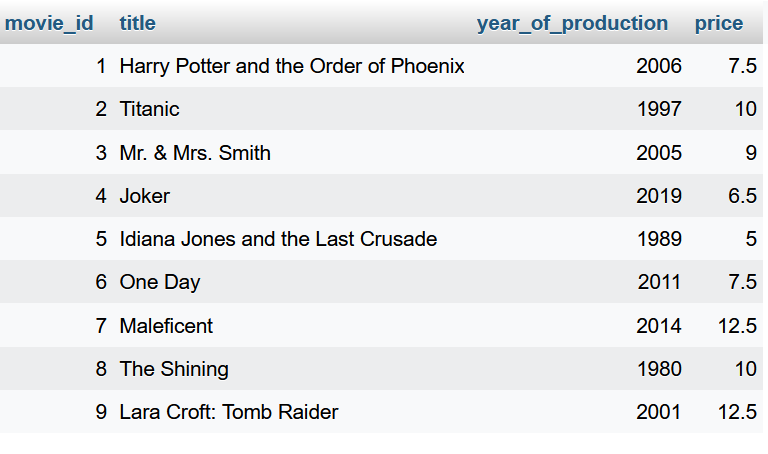 movie_id title year_of_production price
1 Harry Potter and the Order of Phoenix 2006 7.5
2 Titanic 1997 10
3 Mr. & Mrs. Smith 2005 9
4 Joker 2019 6.5
5 Idiana Jones and the Last Crusade 1989 5
6 One Day 2011 7.5
7 Maleficent 2014 12.5
8 The Shining 1980 10
9 Lara Croft: Tomb Raider 2001 12.5